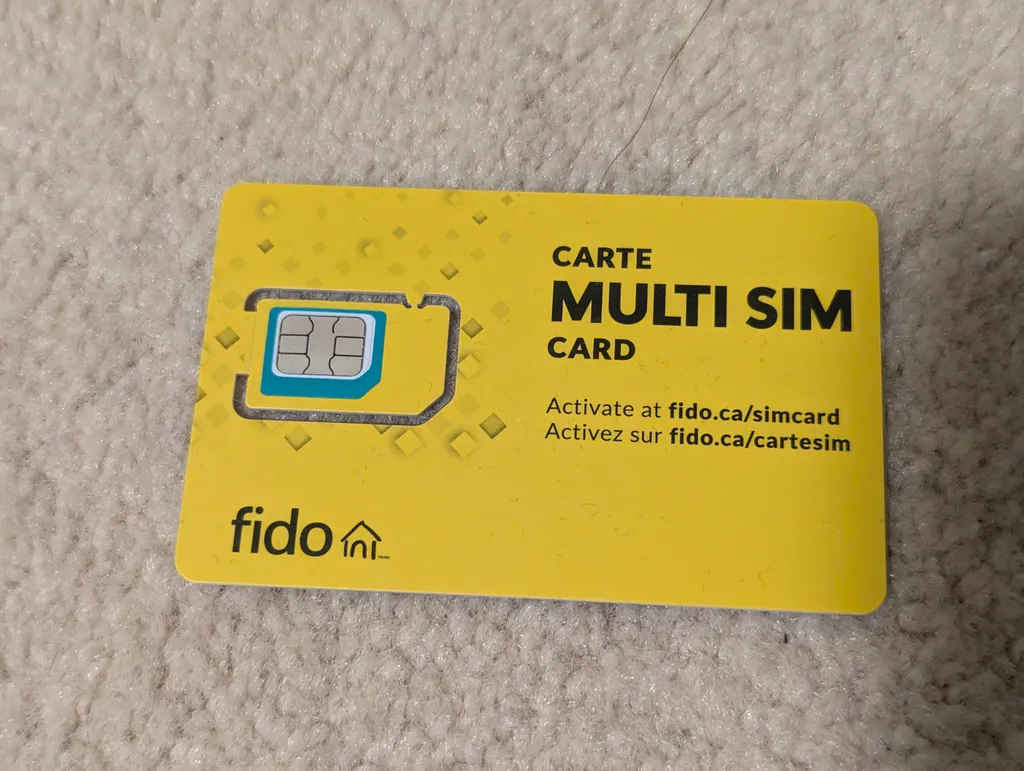 CARTE
MULTI SIM
CARD
Activate at fido.ca/simcard
Activez sur fido.ca/cartesim
fido